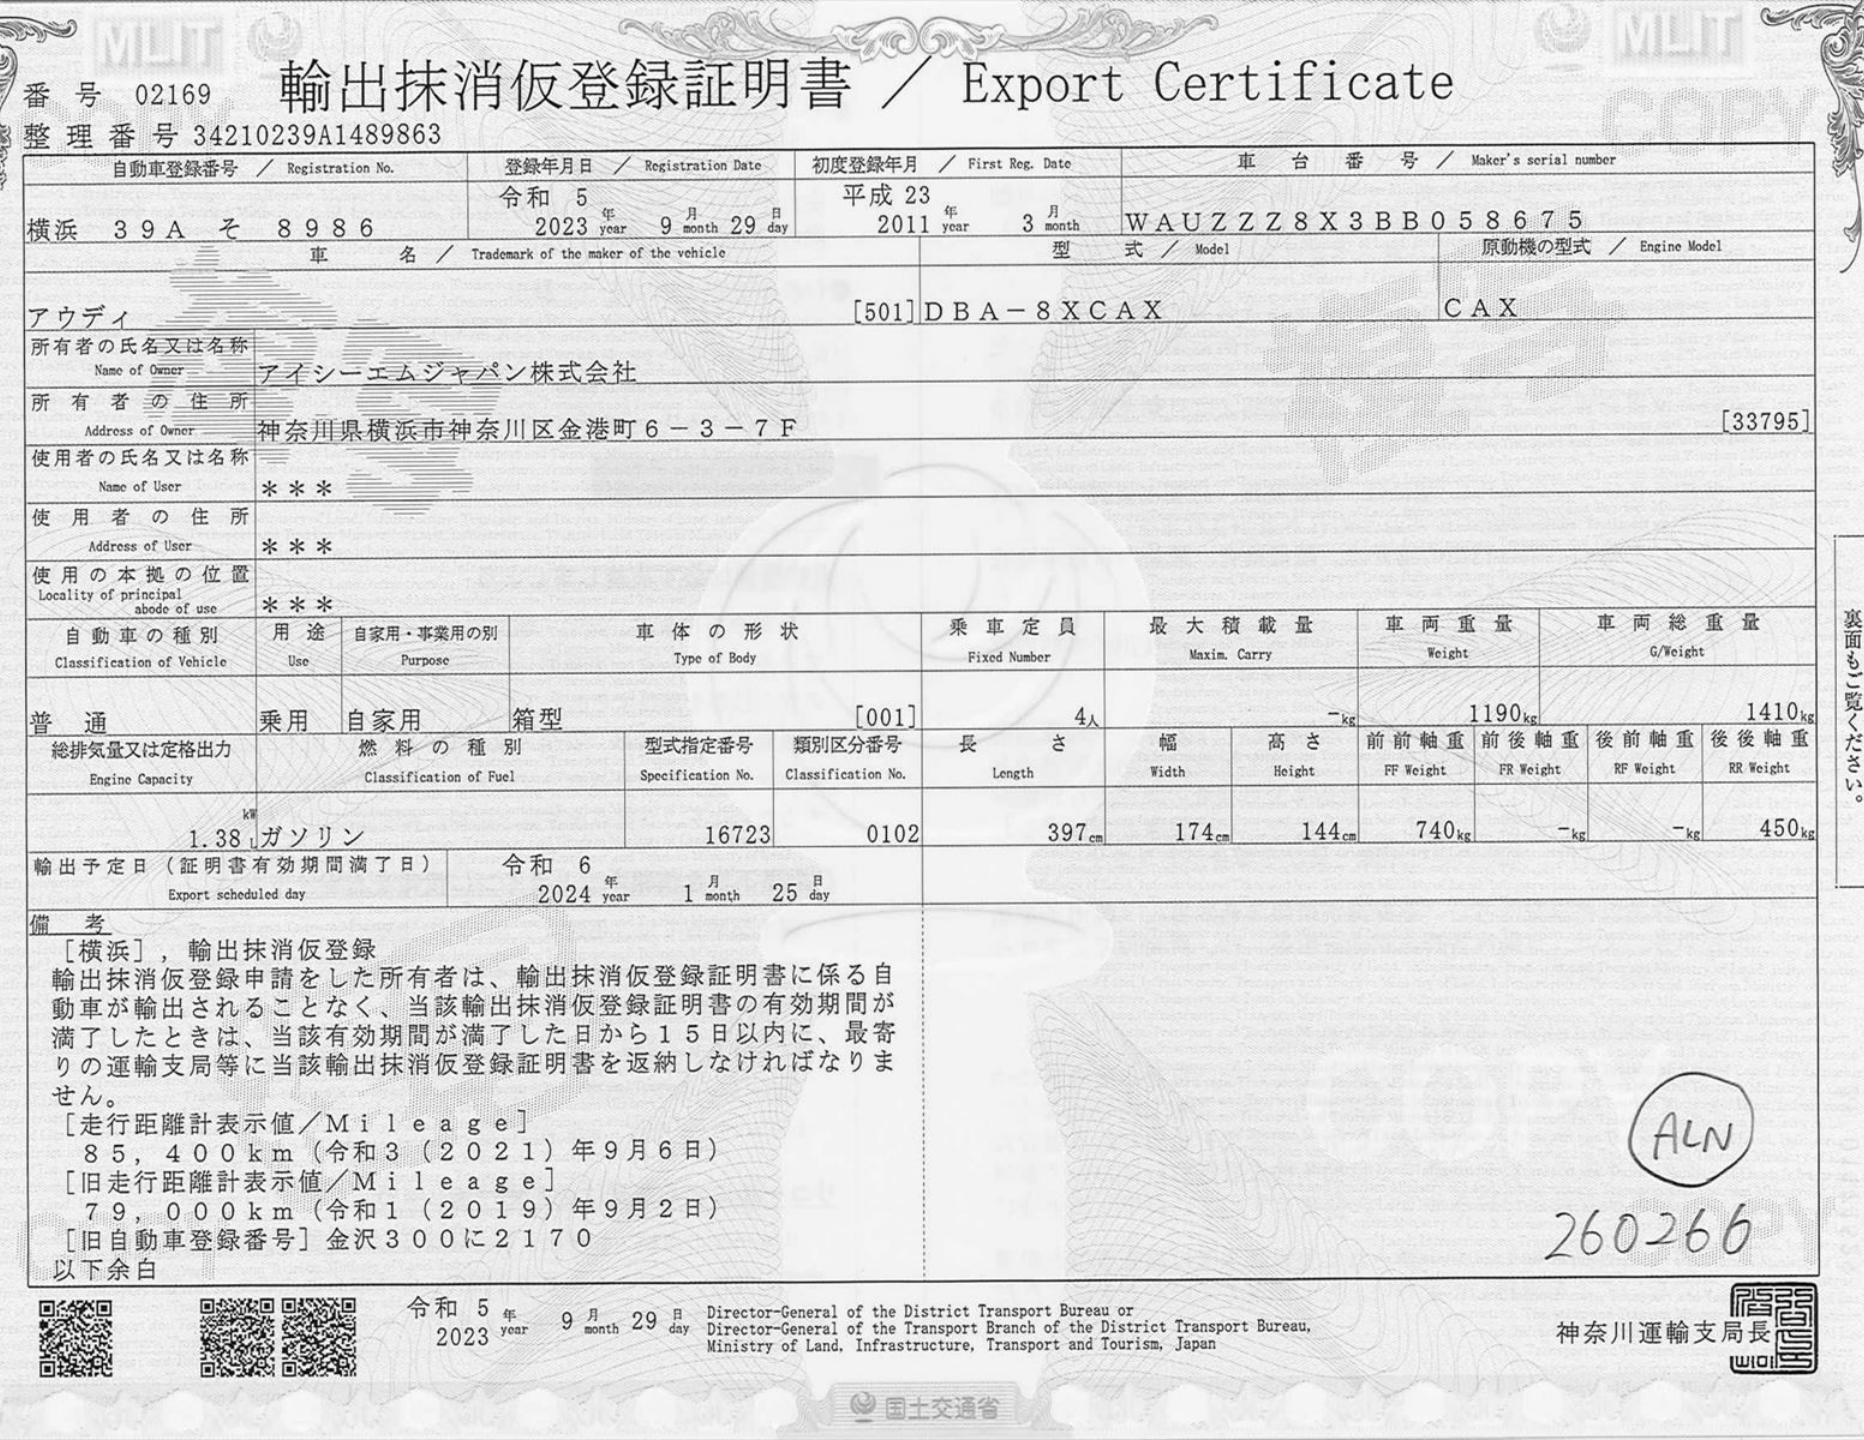 MLIT
MLIT
番 号 02169
輸出抹消仮登録証明書 ／ Export Certificate
整 理 番 号 34210239A1489863
自動車登録番号 ／ Registration No.
登録年月日 ／ Registration Date
初度登録年月 ／ First Reg. Date
車 台 番 号 ／ Maker's serial number
横浜 39A そ 8986
令和 5
2023 年 year 9 月 month 29 日 day
平成 23
2011 年 year 3 月 month
WAUZZZ8X3BB058675
車 名 ／ Trademark of the maker of the vehicle
型 式 ／ Model
原動機の型式 ／ Engine Model
アウディ [501]
DBA－8XCAX
CAX
所有者の氏名又は名称
Name of Owner
アイシーエムジャパン株式会社
所 有 者 の 住 所
Address of Owner
神奈川県横浜市神奈川区金港町６－３－７Ｆ [33795]
使用者の氏名又は名称
Name of User
＊＊＊
使 用 者 の 住 所
Address of User
＊＊＊
使用の本拠の位置
Locality of principal
abode of use
＊＊＊
自動車の種別
Classification of Vehicle
用 途
Use
自家用・事業用の別
Purpose
車 体 の 形 状
Type of Body
乗 車 定 員
Fixed Number
最 大 積 載 量
Maxim. Carry
車 両 重 量
Weight
車 両 総 重 量
G/Weight
普 通
乗用
自家用
箱型 [001]
4人
－kg
1190kg
1410kg
総排気量又は定格出力
Engine Capacity
燃 料 の 種 別
Classification of Fuel
型式指定番号
Specification No.
類別区分番号
Classification No.
長 さ
Length
幅
Width
高 さ
Height
前前軸重
FF Weight
前後軸重
FR Weight
後前軸重
RF Weight
後後軸重
RR Weight
kW
1.38 L
ガソリン
16723
0102
397cm
174cm
144cm
740kg
－kg
－kg
450kg
輸出予定日（証明書有効期間満了日）
Export scheduled day
令和 6
2024 年 year 1 月 month 25 日 day
備 考
［横浜］，輸出抹消仮登録
輸出抹消仮登録申請をした所有者は、輸出抹消仮登録証明書に係る自
動車が輸出されることなく、当該輸出抹消仮登録証明書の有効期間が
満了したときは、当該有効期間が満了した日から１５日以内に、最寄
りの運輸支局等に当該輸出抹消仮登録証明書を返納しなければなりま
せん。
［走行距離計表示値／Ｍｉｌｅａｇｅ］
８５，４００ｋｍ（令和３（２０２１）年９月６日）
［旧走行距離計表示値／Ｍｉｌｅａｇｅ］
７９，０００ｋｍ（令和１（２０１９）年９月２日）
［旧自動車登録番号］金沢３００に２１７０
以下余白
ALN
260266
裏面もご覧ください。
令和 5 年 9 月 29 日
2023 year month day
Director-General of the District Transport Bureau or
Director-General of the Transport Branch of the District Transport Bureau,
Ministry of Land, Infrastructure, Transport and Tourism, Japan
神奈川運輸支局長
国土交通省